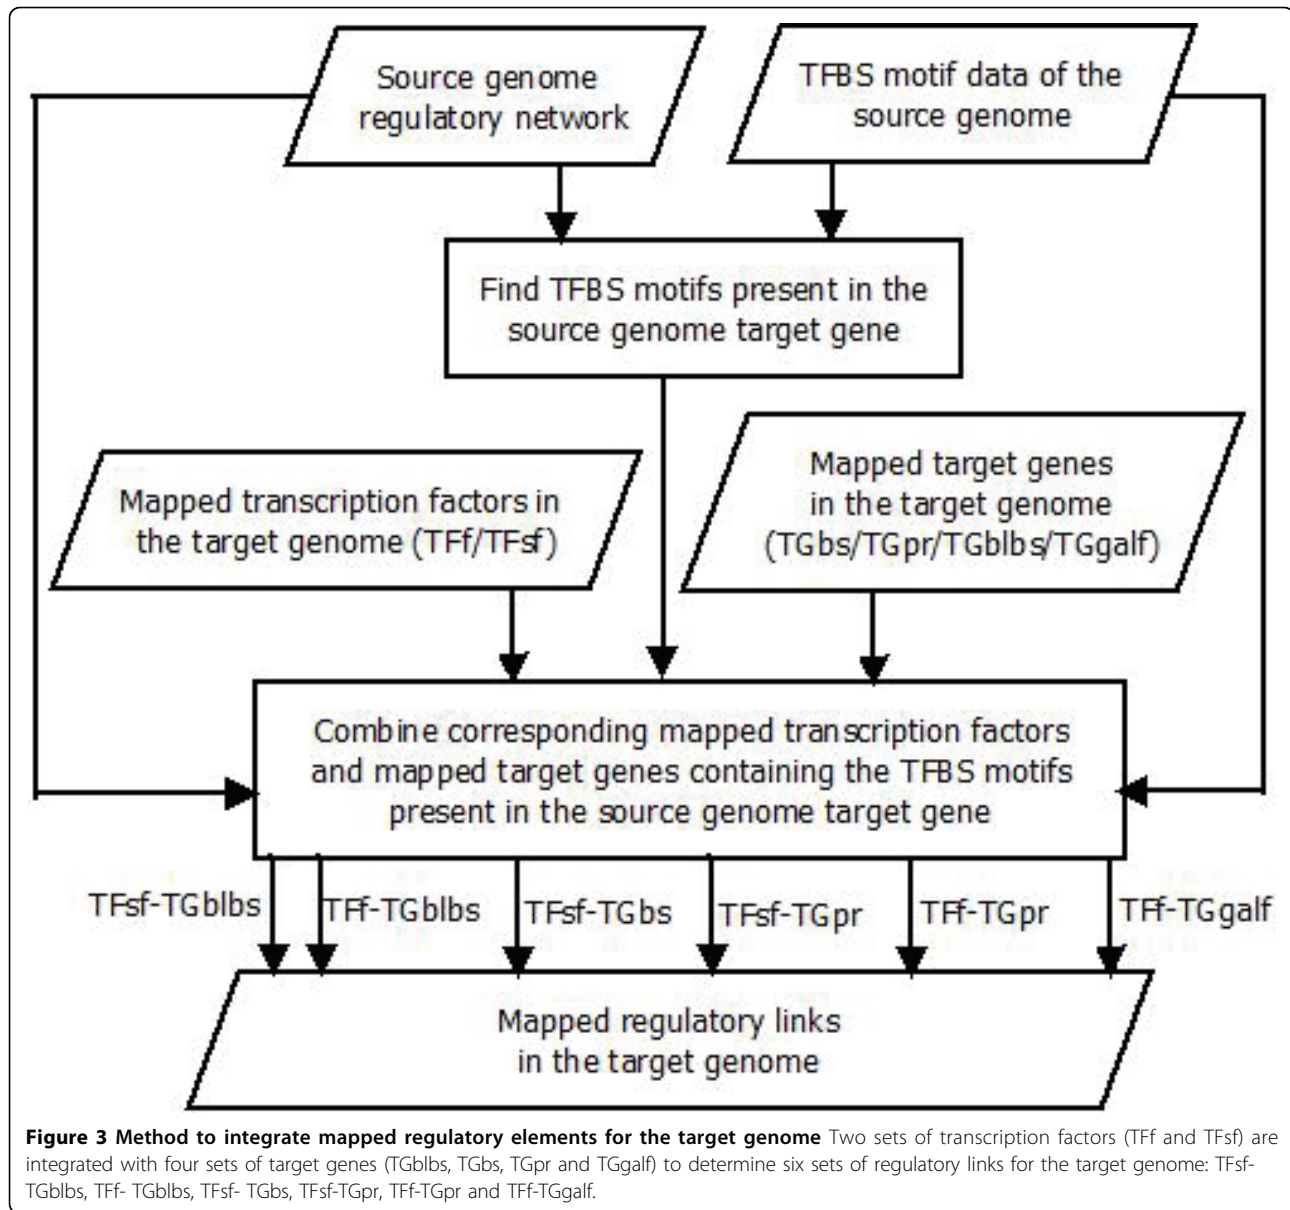 Source genome
regulatory network
TFBS motif data of the
source genome
Find TFBS motifs present in the
source genome target gene
Mapped transcription factors in
the target genome (TFf/TFsf)
Mapped target genes
in the target genome
(TGbs/TGpr/TGblbs/TGgalf)
Combine corresponding mapped transcription factors
and mapped target genes containing the TFBS motifs
present in the source genome target gene
TFsf-TGblbs
TFf-TGblbs
TFsf-TGbs
TFsf-TGpr
TFf-TGpr
TFf-TGgalf
Mapped regulatory links
in the target genome
Figure 3 Method to integrate mapped regulatory elements for the target genome Two sets of transcription factors (TFf and TFsf) are
integrated with four sets of target genes (TGblbs, TGbs, TGpr and TGgalf) to determine six sets of regulatory links for the target genome: TFsf-
TGblbs, TFf- TGblbs, TFsf- TGbs, TFsf-TGpr, TFf-TGpr and TFf-TGgalf.